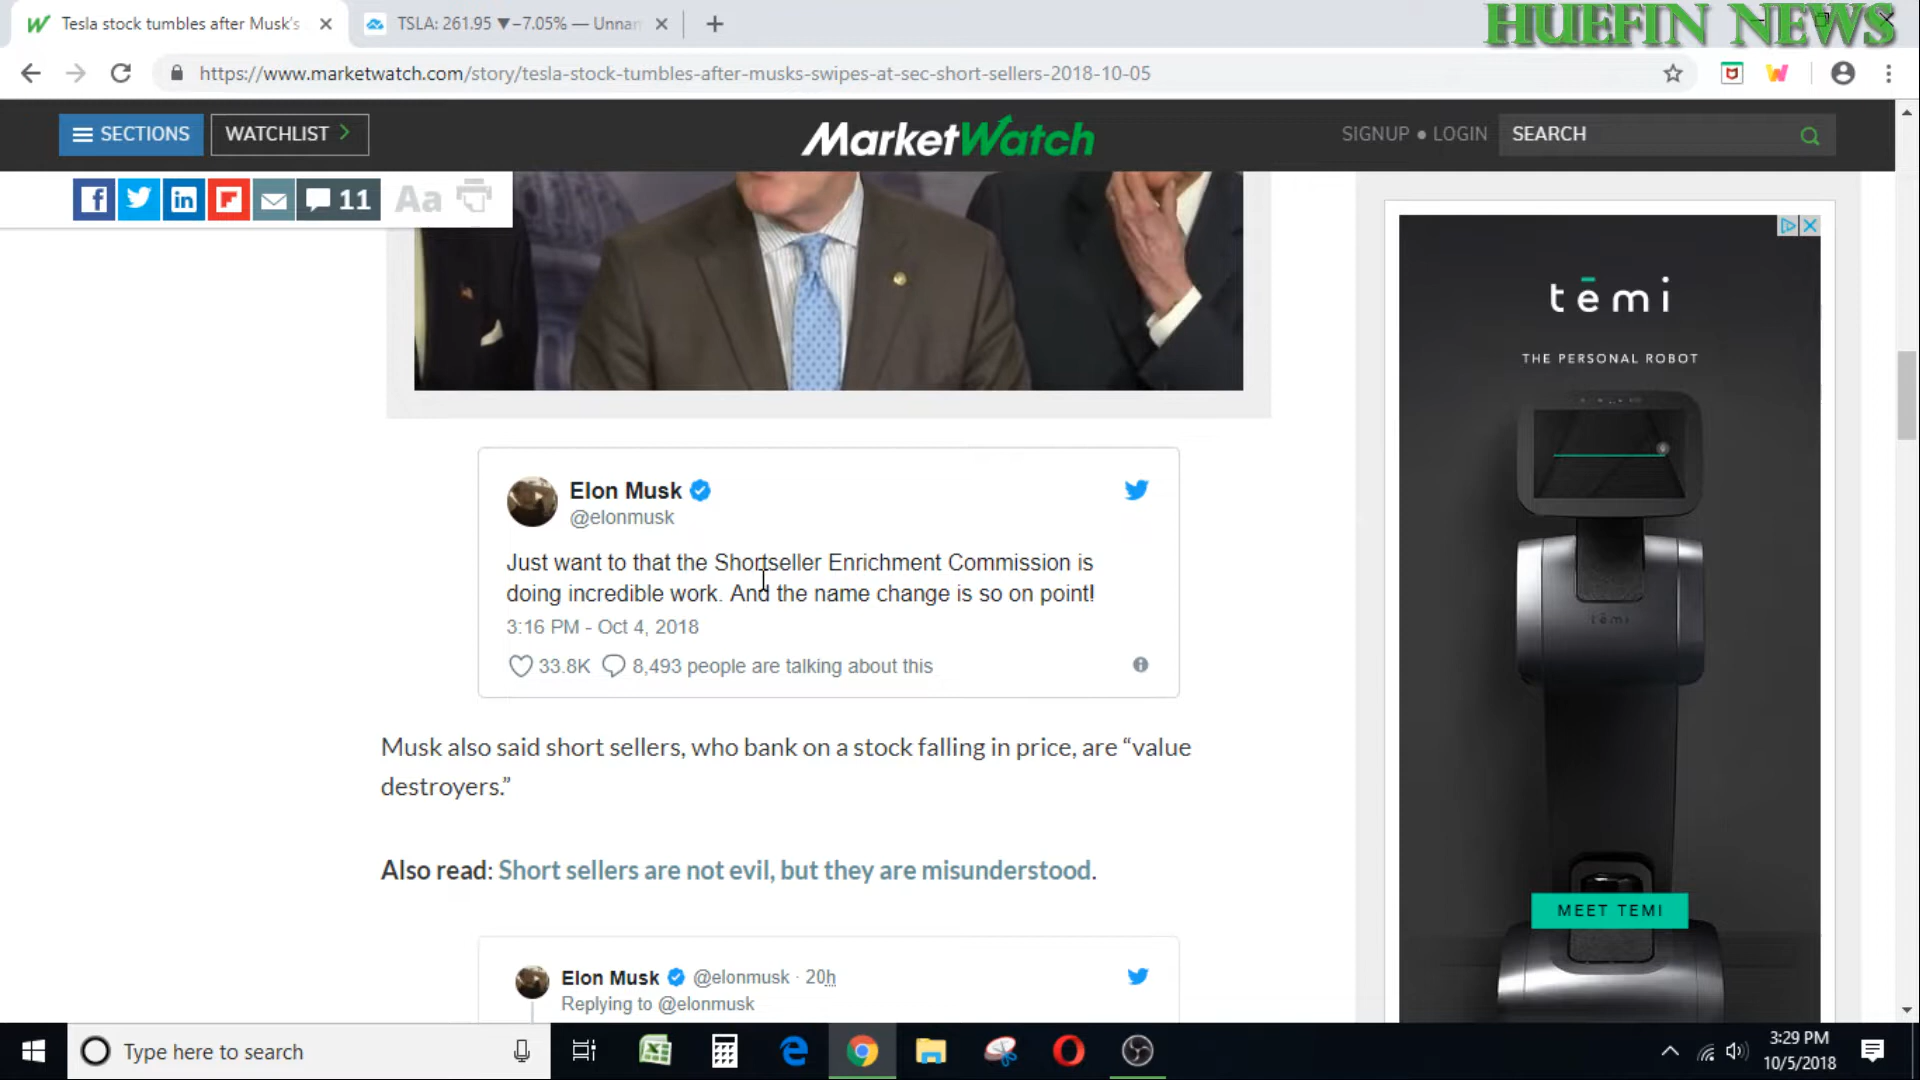 Tesla stock tumbles after Musk's
TSLA: 261.95 ▼−7.05% — Unnar
HUEFIN NEWS
https://www.marketwatch.com/story/tesla-stock-tumbles-after-musks-swipes-at-sec-short-sellers-2018-10-05
SECTIONS
WATCHLIST
MarketWatch
SIGNUP • LOGIN
SEARCH
11
Aa
Elon Musk
@elonmusk
Just want to that the Shortseller Enrichment Commission is
doing incredible work. And the name change is so on point!
3:16 PM - Oct 4, 2018
33.8K 8,493 people are talking about this
Musk also said short sellers, who bank on a stock falling in price, are “value
destroyers.”
Also read: Short sellers are not evil, but they are misunderstood.
Elon Musk @elonmusk · 20h
Replying to @elonmusk
temi
THE PERSONAL ROBOT
temi
MEET TEMI
Type here to search
3:29 PM
10/5/2018